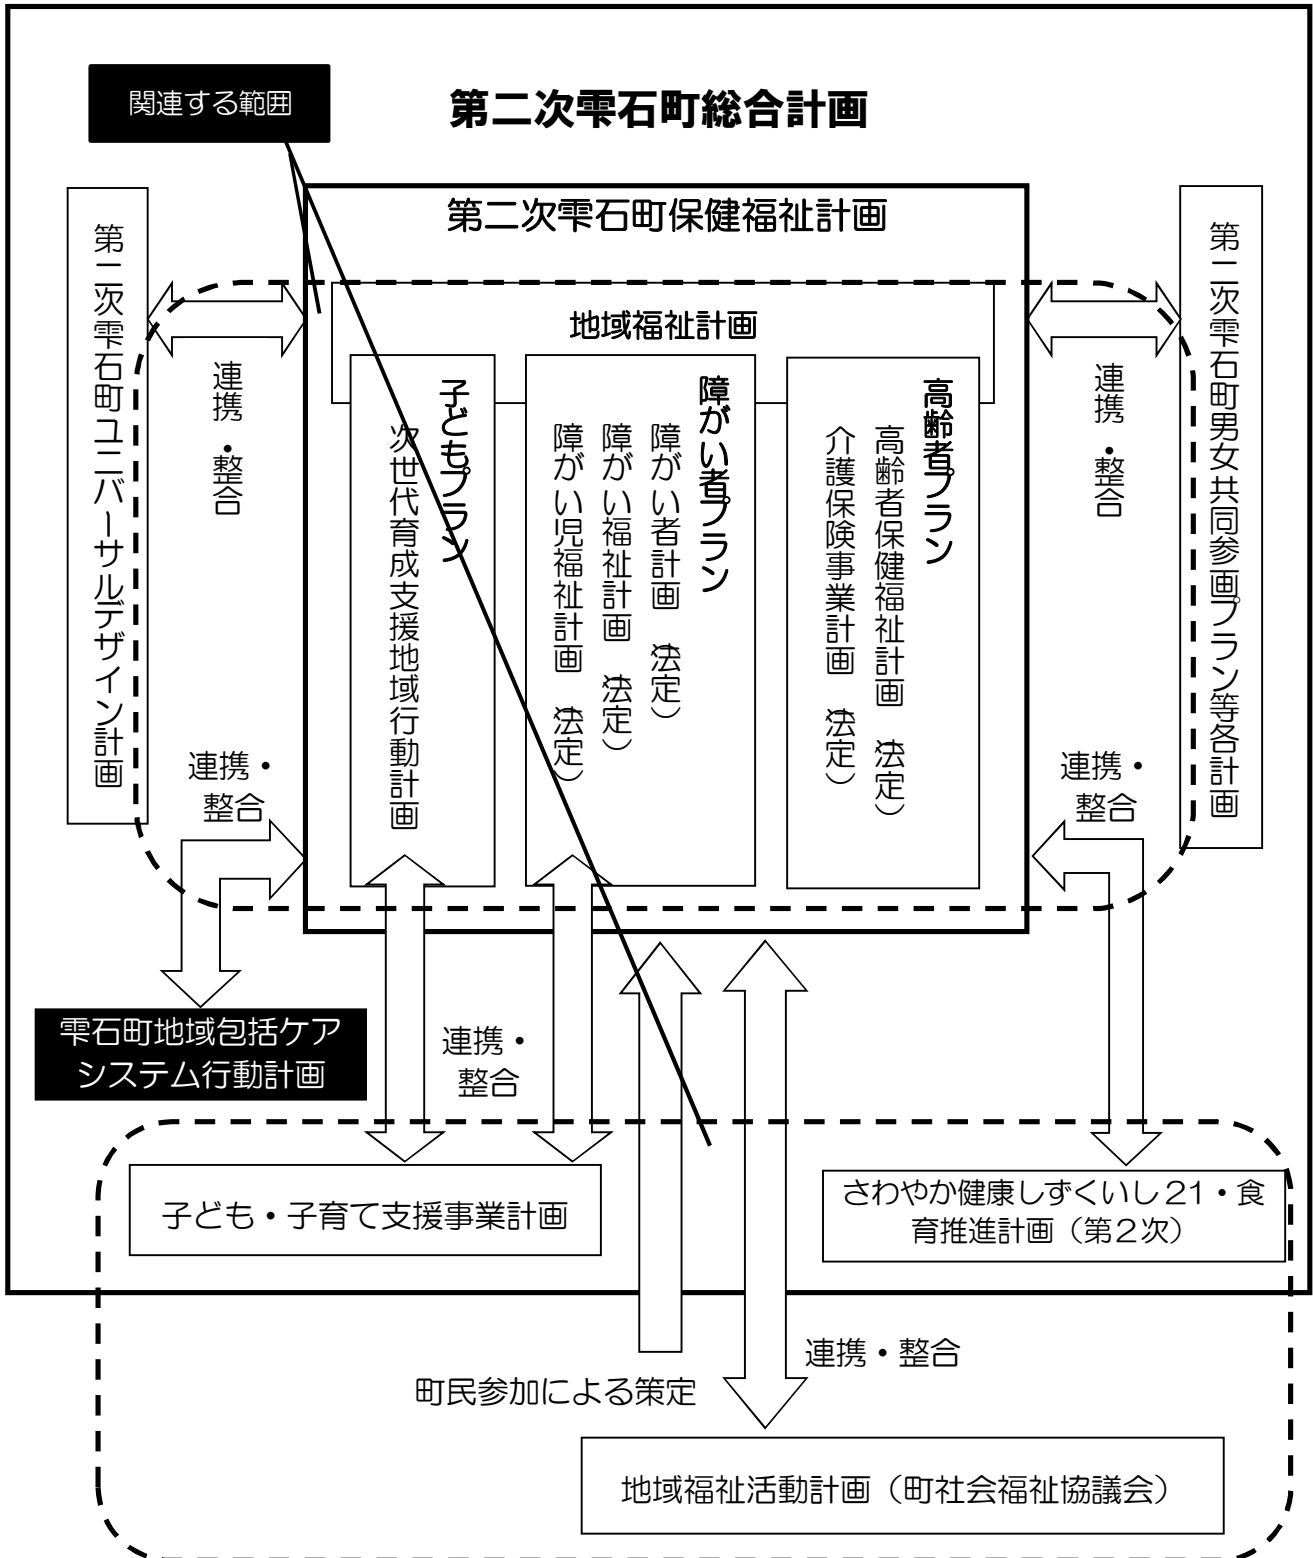 関連する範囲
第二次雫石町総合計画
第二次雫石町保健福祉計画
第二次雫石町ユニバーサルデザイン計画
第二次雫石町男女共同参画プラン等各計画
連携・整合
連携・整合
地域福祉計画
高齢者プラン
高齢者保健福祉計画（法定）
介護保険事業計画（法定）
障がい者プラン
障がい者計画（法定）
障がい福祉計画（法定）
障がい児福祉計画（法定）
子どもプラン
次世代育成支援地域行動計画
連携・
整合
連携・
整合
雫石町地域包括ケア
システム行動計画
連携・
整合
子ども・子育て支援事業計画
さわやか健康しずくいし21・食
育推進計画（第２次）
連携・整合
町民参加による策定
地域福祉活動計画（町社会福祉協議会）